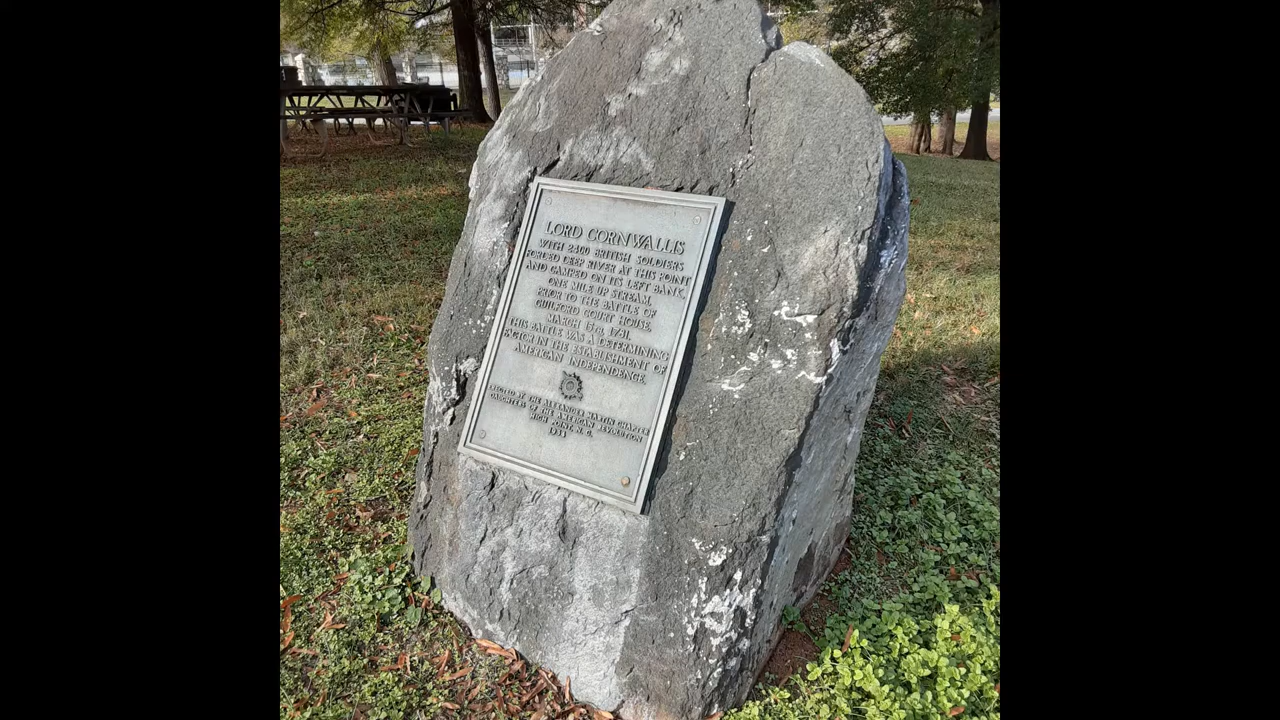 LORD CORNWALLIS
WITH 2400 BRITISH SOLDIERS
FORDED DEEP RIVER AT THIS POINT
AND CAMPED ON ITS LEFT BANK,
ONE MILE UP STREAM,
PRIOR TO THE BATTLE OF
GUILFORD COURT HOUSE,
MARCH 15TH, 1781.
THIS BATTLE WAS A DETERMINING
FACTOR IN THE ESTABLISHMENT OF
AMERICAN INDEPENDENCE.
ERECTED BY THE ALEXANDER MARTIN CHAPTER
DAUGHTERS OF THE AMERICAN REVOLUTION
HIGH POINT, N. C.
1933